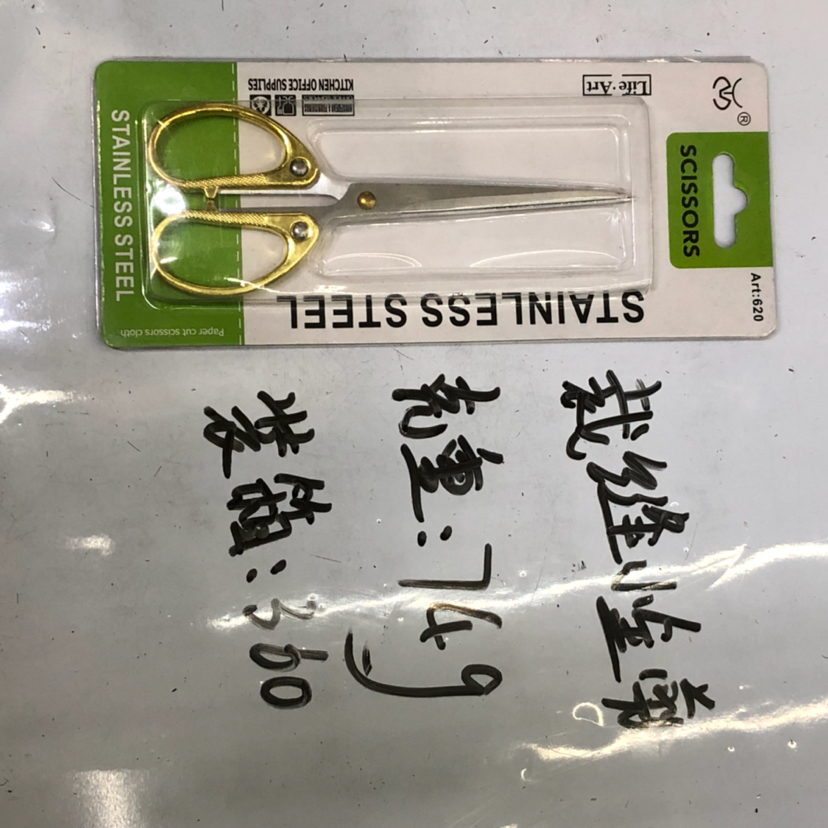 ®
SCISSORS
Art:620
Life·Art
KITCHEN OFFICE SUPPLIES
STAINLESS STEEL
STAINLESS STEEL
Paper cut scissors cloth
裁缝小金剪
克重:74g
装箱:360